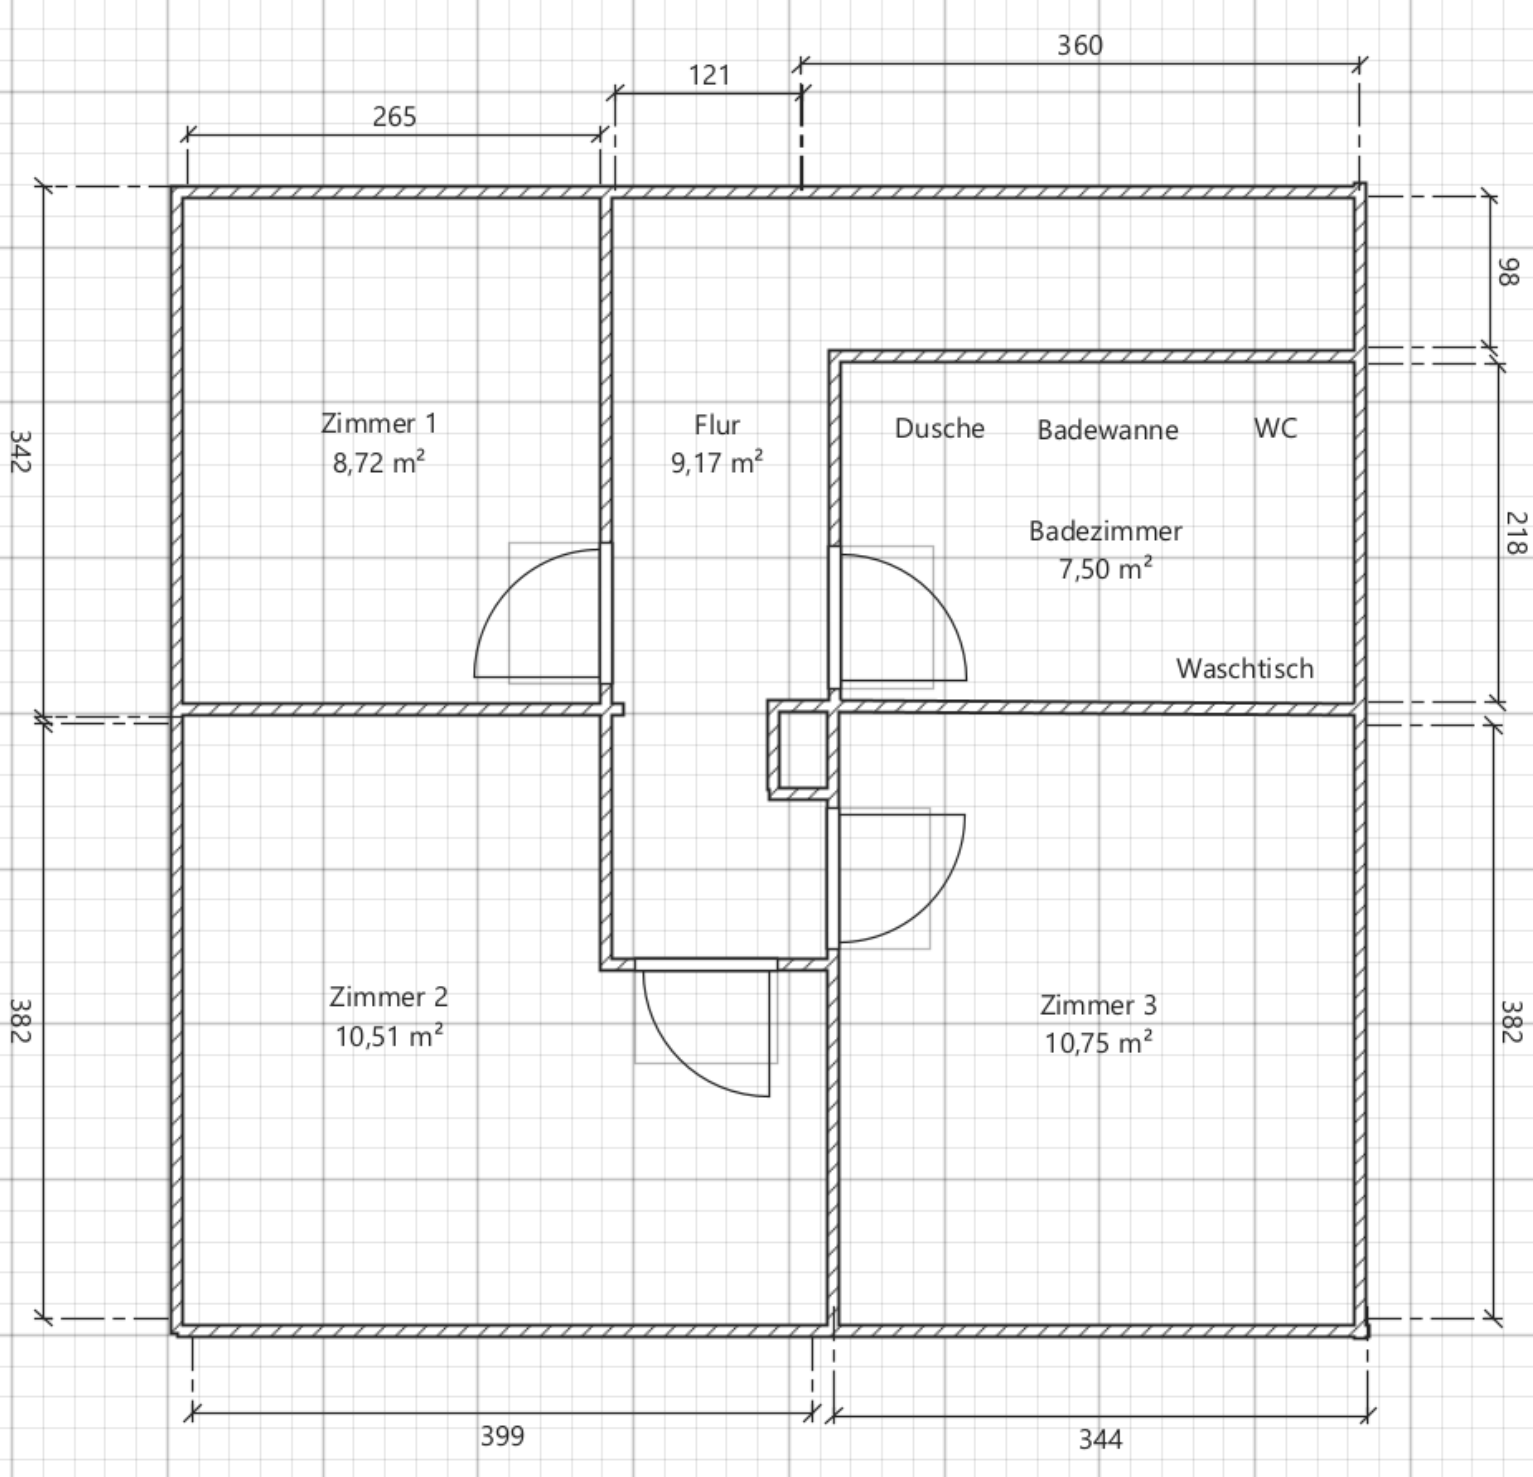 360
121
265
98
Zimmer 1
8,72 m²
Flur
9,17 m²
Dusche
Badewanne
WC
342
Badezimmer
7,50 m²
218
Waschtisch
Zimmer 2
10,51 m²
Zimmer 3
10,75 m²
382
382
399
344